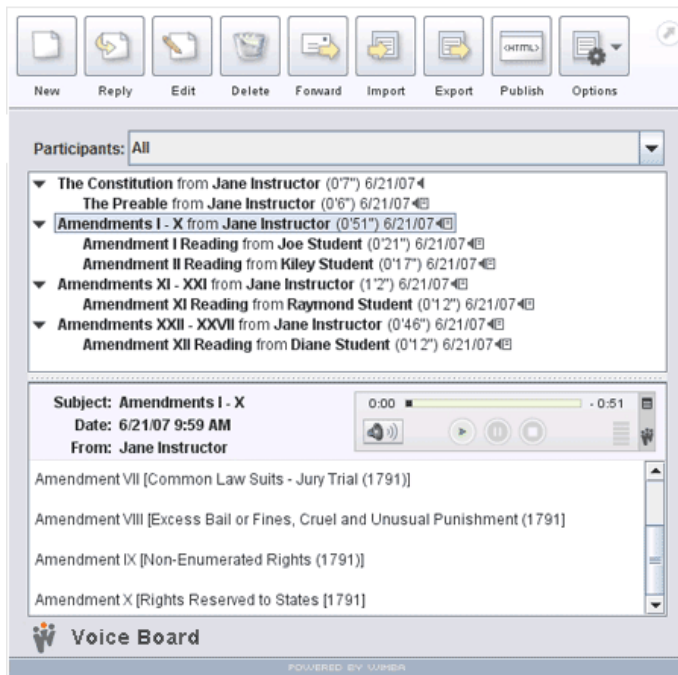 <HTML>
New Reply Edit Delete Forward Import Export Publish Options
Participants: All
The Constitution from Jane Instructor (0'7") 6/21/07
The Preable from Jane Instructor (0'6") 6/21/07
Amendments I - X from Jane Instructor (0'51") 6/21/07
Amendment I Reading from Joe Student (0'21") 6/21/07
Amendment II Reading from Kiley Student (0'17") 6/21/07
Amendments XI - XXI from Jane Instructor (1'2") 6/21/07
Amendment XI Reading from Raymond Student (0'12") 6/21/07
Amendments XXII - XXVII from Jane Instructor (0'46") 6/21/07
Amendment XII Reading from Diane Student (0'12") 6/21/07
Subject: Amendments I - X
Date: 6/21/07 9:59 AM
From: Jane Instructor
0:00 - 0:51
Amendment VII [Common Law Suits - Jury Trial (1791)]
Amendment VIII [Excess Bail or Fines, Cruel and Unusual Punishment (1791]
Amendment IX [Non-Enumerated Rights (1791)]
Amendment X [Rights Reserved to States [1791]
Voice Board
POWERED BY WIMBA